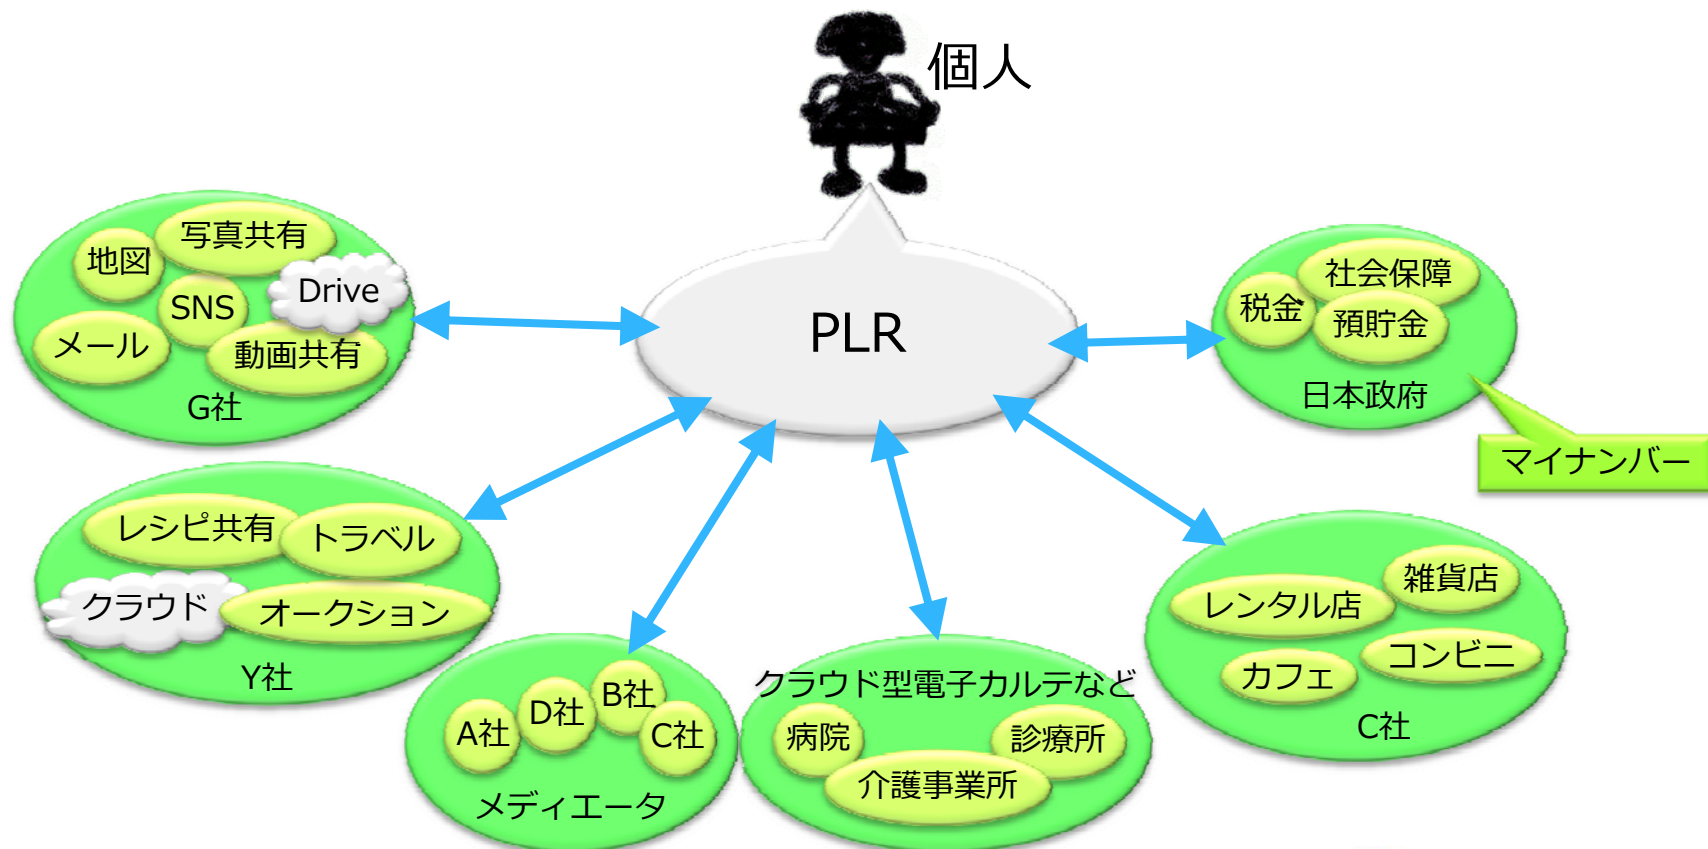 個人
PLR
地図
写真共有
SNS
Drive
メール
動画共有
G社
社会保障
税金
預貯金
日本政府
マイナンバー
レシピ共有
トラベル
クラウド
オークション
Y社
A社
D社
B社
C社
メディエータ
クラウド型電子カルテなど
病院
診療所
介護事業所
雑貨店
レンタル店
コンビニ
カフェ
C社